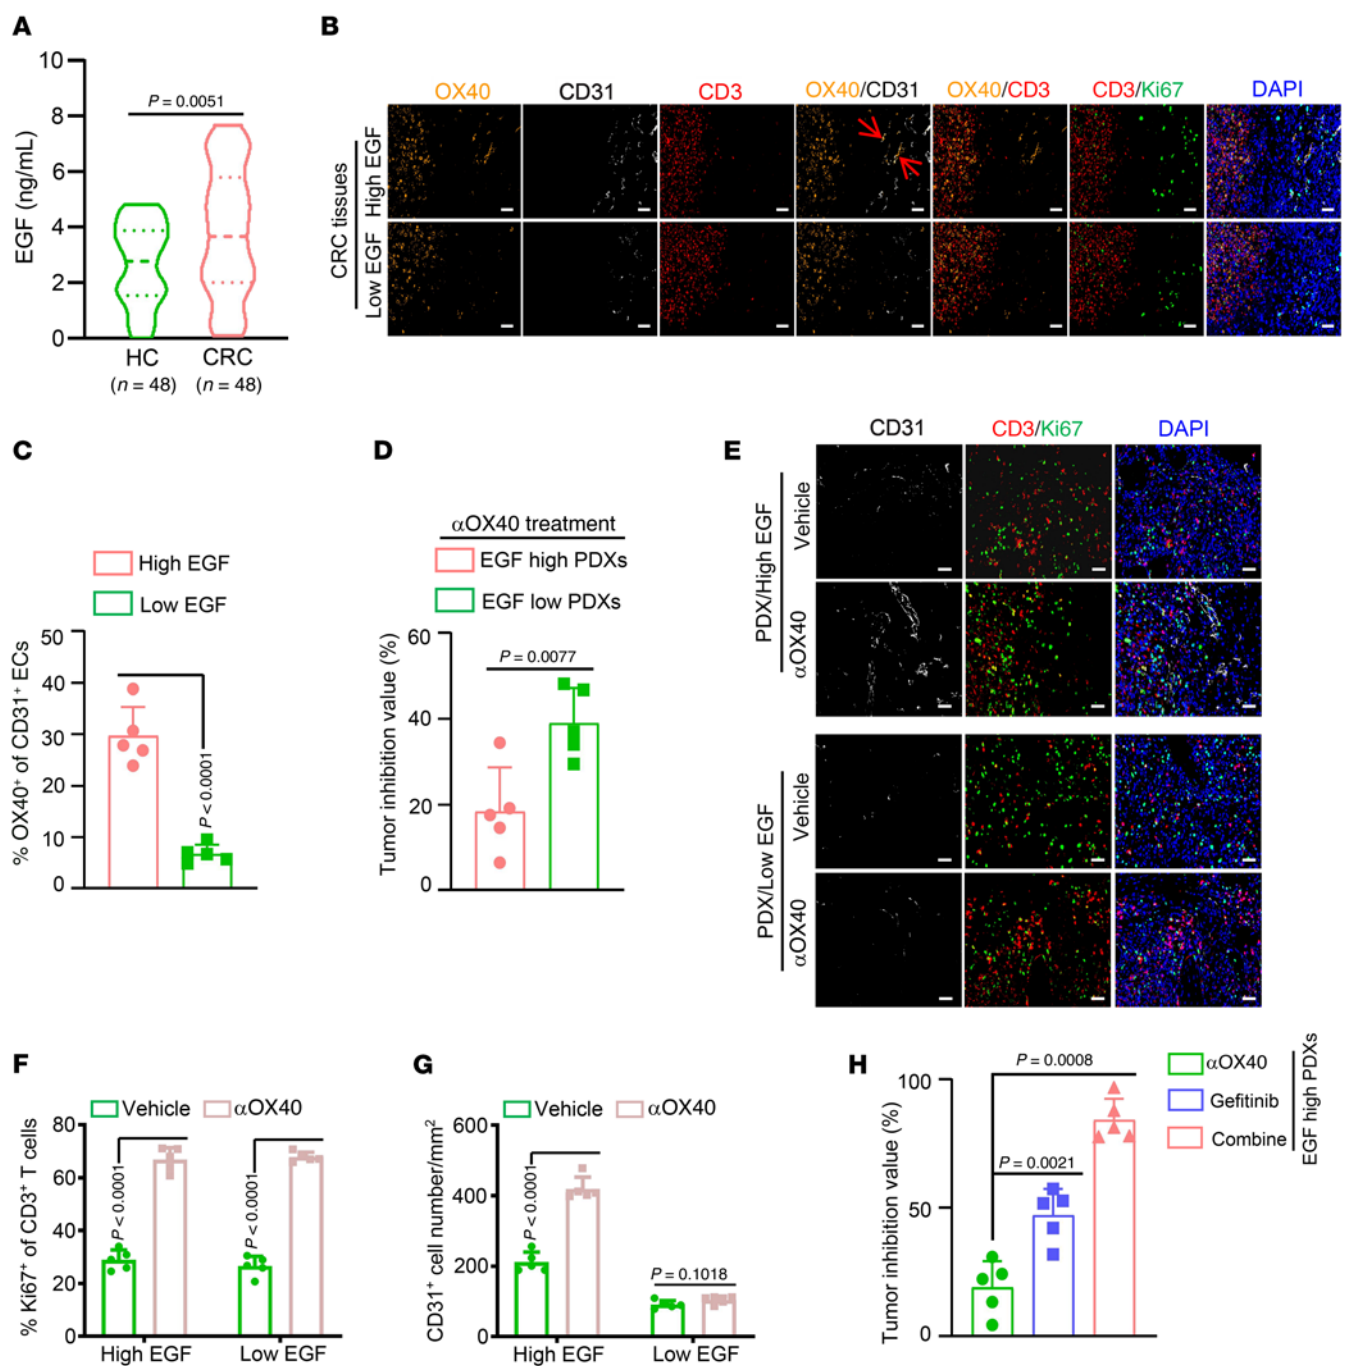 A
EGF (ng/mL)
10
8
6
4
2
0
P = 0.0051
HC
CRC
(n = 48)
(n = 48)
B
OX40
CD31
CD3
OX40/CD31
OX40/CD3
CD3/Ki67
DAPI
CRC tissues
High EGF
Low EGF
C
High EGF
Low EGF
% OX40⁺ of CD31⁺ ECs
50
40
30
20
10
0
P < 0.0001
D
αOX40 treatment
EGF high PDXs
EGF low PDXs
Tumor inhibition value (%)
60
40
20
0
P = 0.0077
E
CD31
CD3/Ki67
DAPI
PDX/High EGF
Vehicle
αOX40
PDX/Low EGF
Vehicle
αOX40
F
Vehicle
αOX40
% Ki67⁺ of CD3⁺ T cells
80
60
40
20
0
P < 0.0001
P < 0.0001
High EGF
Low EGF
G
Vehicle
αOX40
CD31⁺ cell number/mm²
600
400
200
0
P < 0.0001
P = 0.1018
High EGF
Low EGF
H
Tumor inhibition value (%)
100
50
0
P = 0.0008
P = 0.0021
αOX40
Gefitinib
Combine
EGF high PDXs